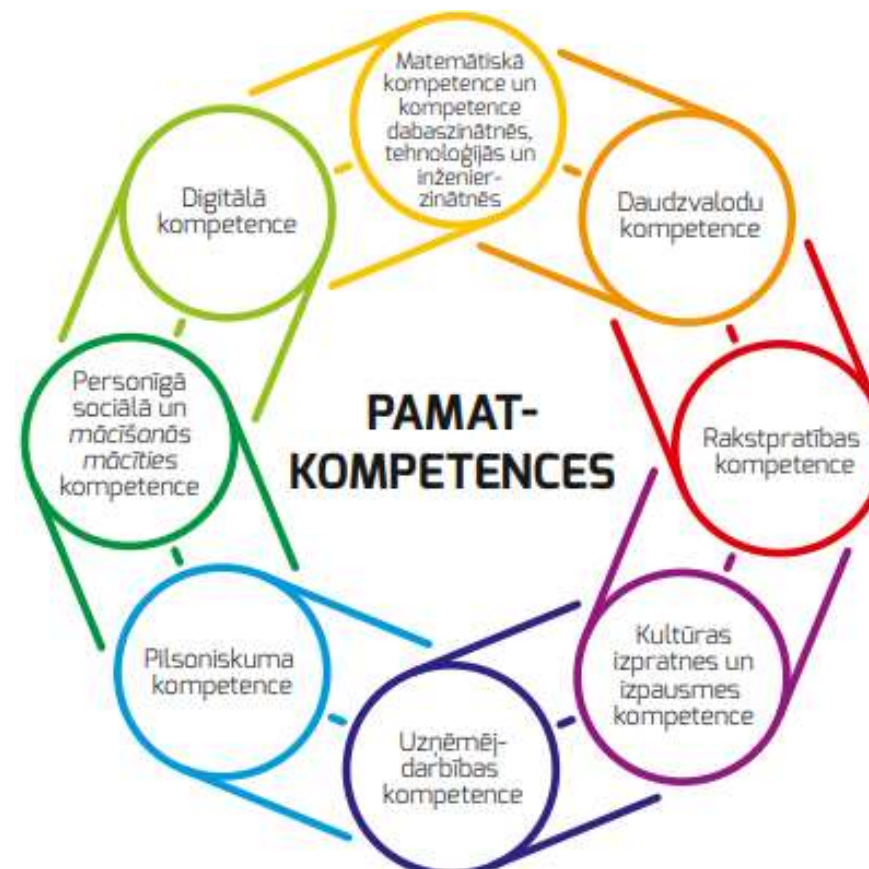 Matemātiskā
kompetence un
kompetence
dabaszinātnēs,
tehnoloģijās un
inženier-
zinātnēs
Daudzvalodu
kompetence
Rakstpratības
kompetence
Kultūras
izpratnes un
izpausmes
kompetence
Uzņēmēj-
darbības
kompetence
Pilsoniskuma
kompetence
Personīgā
sociālā un
mācīšanās
mācīties
kompetence
Digitālā
kompetence
PAMAT-
KOMPETENCES